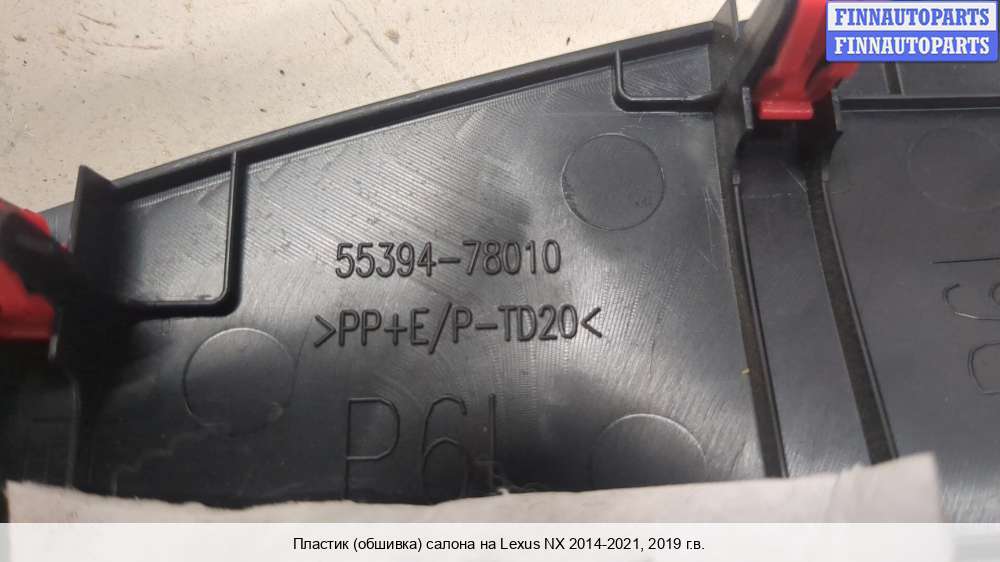 FINNAUTOPARTS
FINNAUTOPARTS
55394-78010
>PP+E/P-TD20<
Пластик (обшивка) салона на Lexus NX 2014-2021, 2019 г.в.